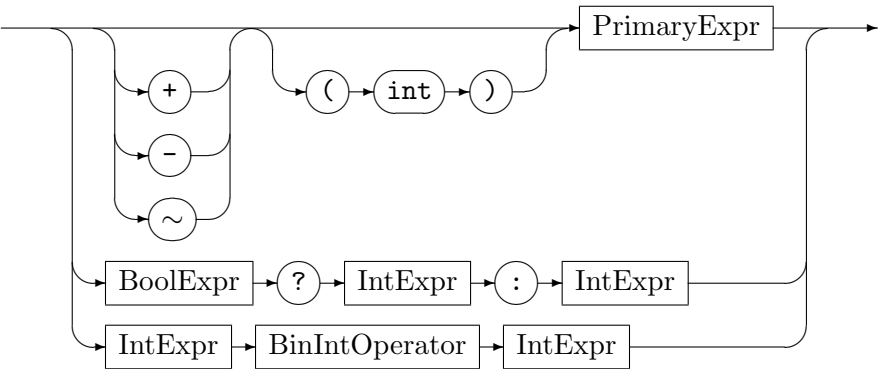 PrimaryExpr
+ ( int )
-
~
BoolExpr ? IntExpr : IntExpr
IntExpr BinIntOperator IntExpr